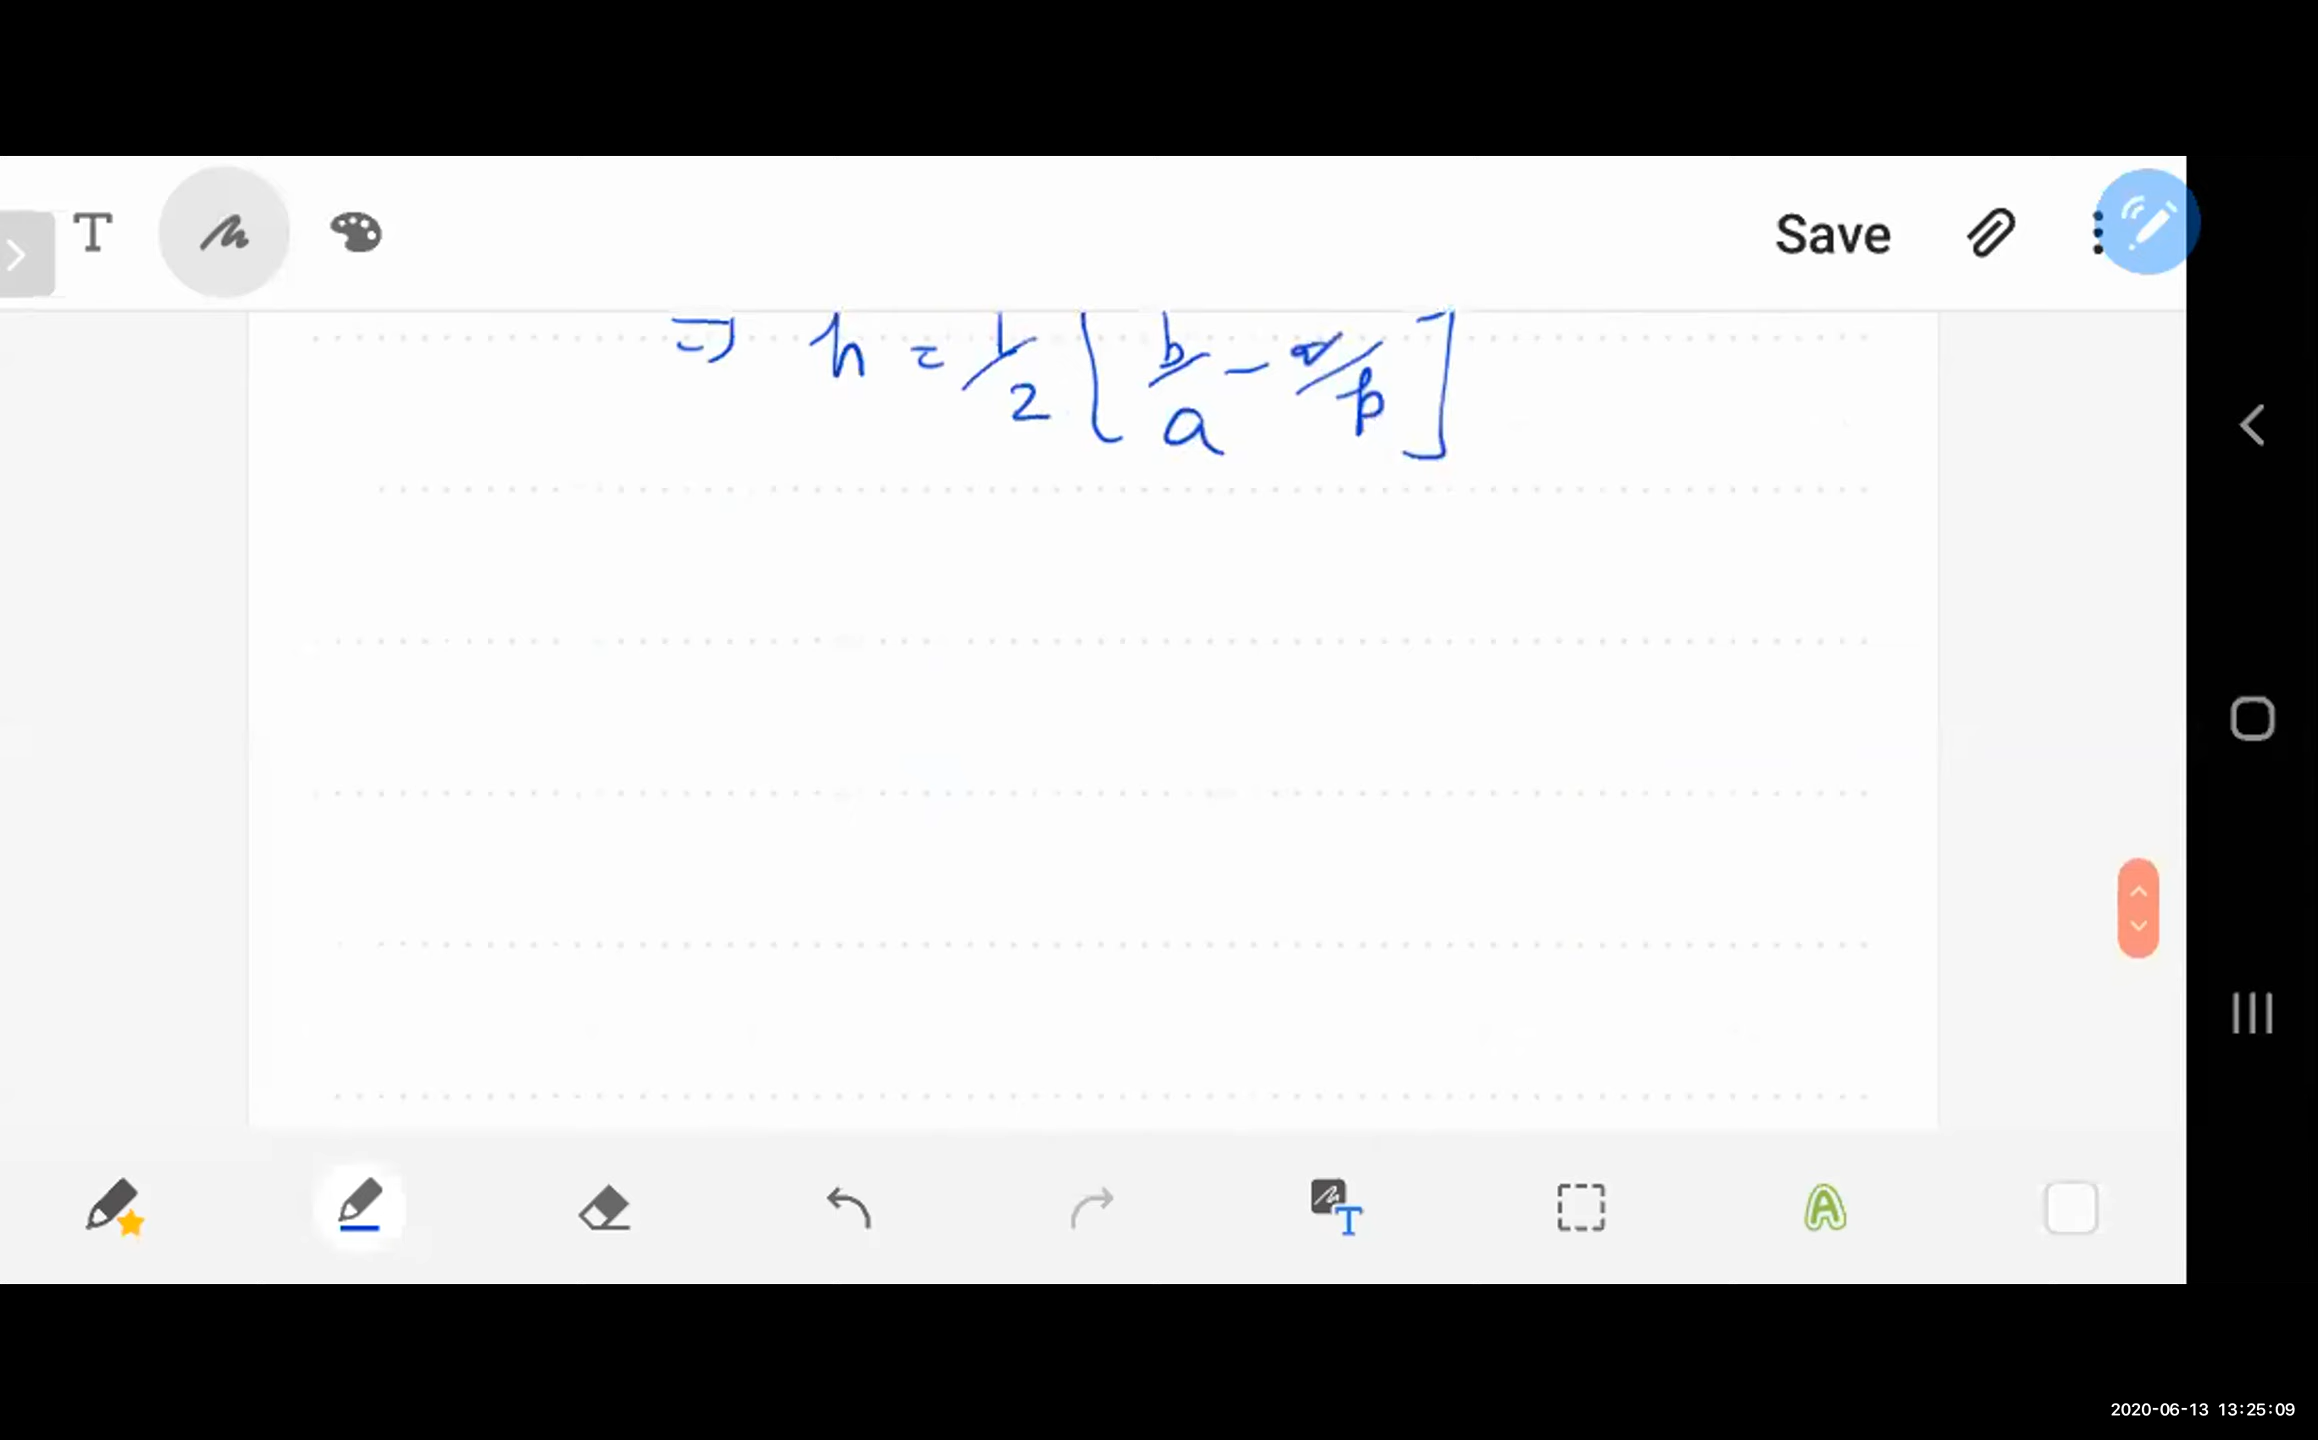 T Save
⇒ h = 1/2 [ b/a - q/p ]
T A
2020-06-13 13:25:09